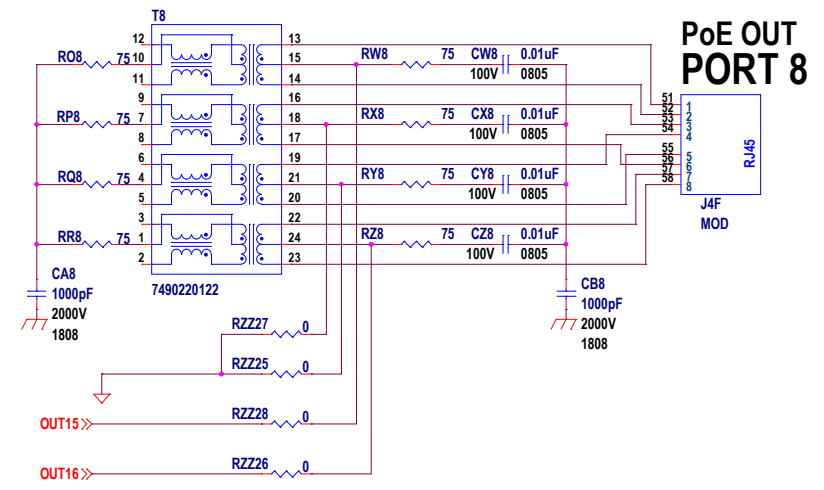 T8
PoE OUT
PORT 8
12 13
RO8 75 10 15 RW8 75 CW8 0.01uF
11 14 100V 0805
9 16
RP8 75 7 18 RX8 75 CX8 0.01uF
8 17 100V 0805
6 19
RQ8 75 4 21 RY8 75 CY8 0.01uF
5 20 100V 0805
3 22
RR8 75 1 24 RZ8 75 CZ8 0.01uF
2 23 100V 0805
51 1
52 2
53 3
54 4
55 5
56 6
57 7
58 8
RJ45
J4F
MOD
CA8
1000pF
2000V
1808
7490220122
CB8
1000pF
2000V
1808
RZZ27 0
RZZ25 0
OUT15 RZZ28 0
OUT16 RZZ26 0